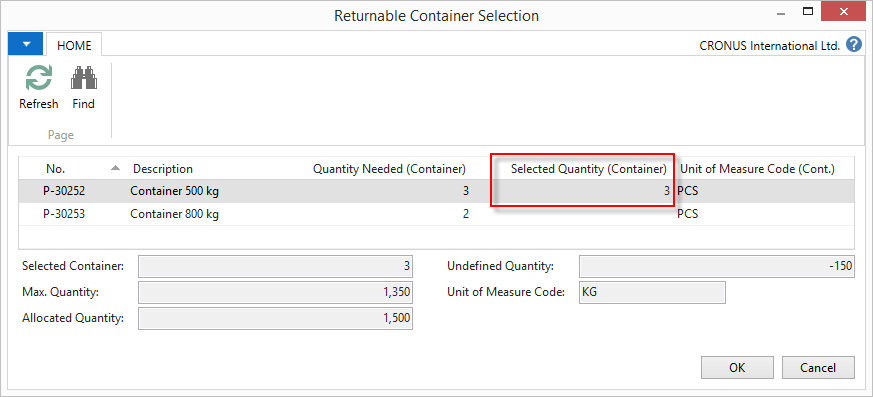 Returnable Container Selection
HOME
CRONUS International Ltd.
Refresh Find
Page
No. Description Quantity Needed (Container) Selected Quantity (Container) Unit of Measure Code (Cont.)
P-30252 Container 500 kg 3 3 PCS
P-30253 Container 800 kg 2 PCS
Selected Container: 3 Undefined Quantity: -150
Max. Quantity: 1,350 Unit of Measure Code: KG
Allocated Quantity: 1,500
OK Cancel